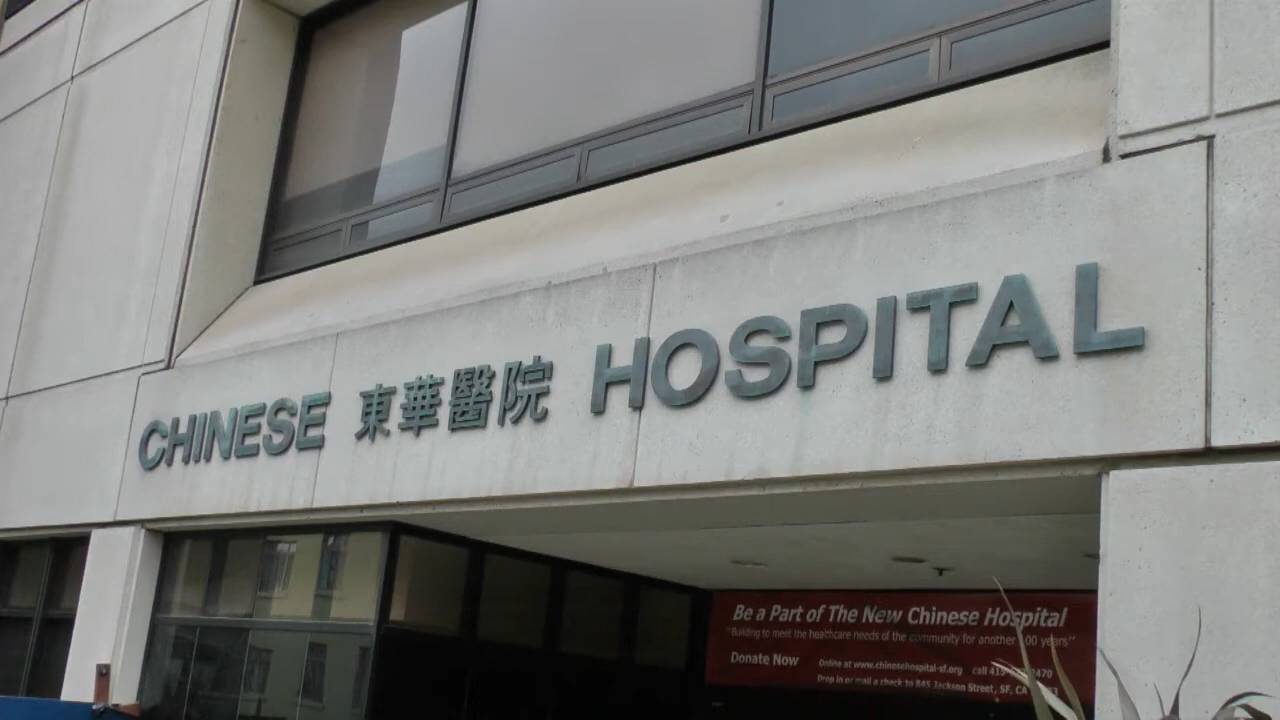 CHINESE 東華醫院 HOSPITAL
Be a Part of The New Chinese Hospital
"Building to meet the healthcare needs of the community for another 100 years"
Donate Now
Online at www.chinesehospital-sf.org call
Drop in or mail a check to 845 Jackson Street, SF, CA